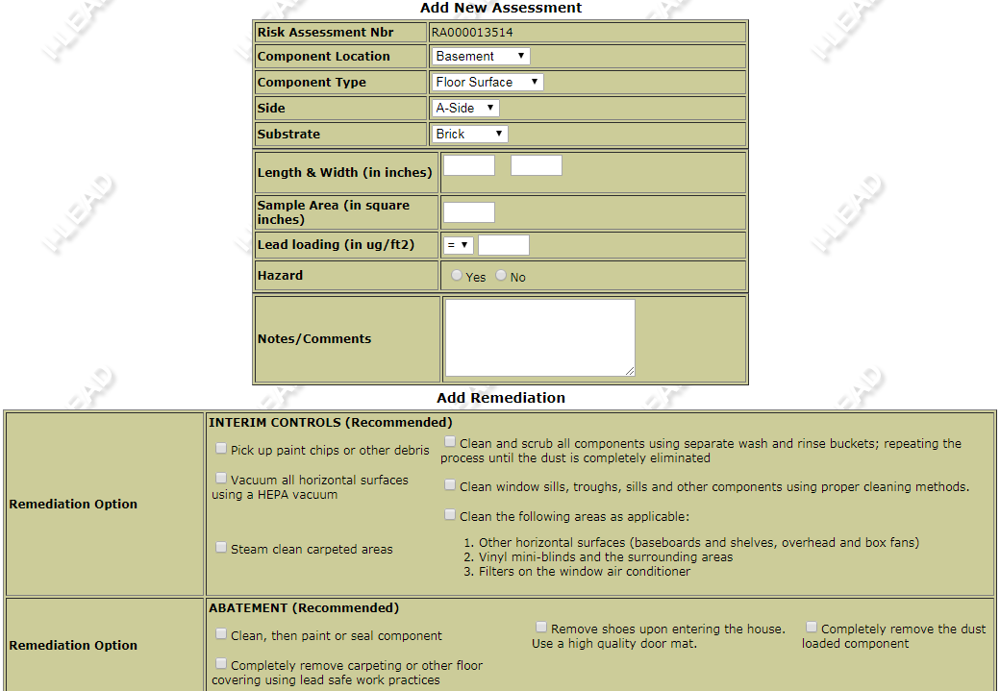 Add New Assessment
Risk Assessment Nbr RA000013514
Component Location Basement
Component Type Floor Surface
Side A-Side
Substrate Brick
Length & Width (in inches)
Sample Area (in square
inches)
Lead loading (in ug/ft2) =
Hazard Yes No
Notes/Comments
Add Remediation
Remediation Option
INTERIM CONTROLS (Recommended)
Pick up paint chips or other debris
Clean and scrub all components using separate wash and rinse buckets; repeating the
process until the dust is completely eliminated
Vacuum all horizontal surfaces
using a HEPA vacuum
Clean window sills, troughs, sills and other components using proper cleaning methods.
Steam clean carpeted areas
Clean the following areas as applicable:
1. Other horizontal surfaces (baseboards and shelves, overhead and box fans)
2. Vinyl mini-blinds and the surrounding areas
3. Filters on the window air conditioner
Remediation Option
ABATEMENT (Recommended)
Clean, then paint or seal component
Remove shoes upon entering the house.
Use a high quality door mat.
Completely remove the dust
loaded component
Completely remove carpeting or other floor
covering using lead safe work practices